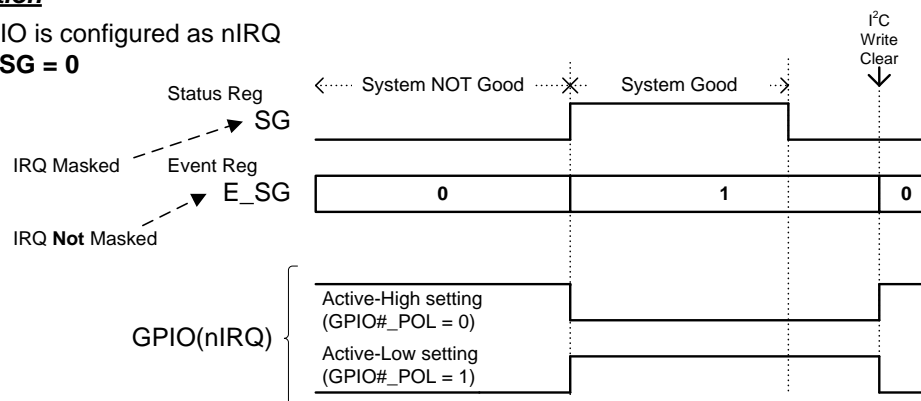 IO is configured as nIRQ
SG = 0
I²C
Write
Clear
System NOT Good
System Good
Status Reg
SG
IRQ Masked
Event Reg
E_SG
0
1
0
IRQ Not Masked
GPIO(nIRQ)
Active-High setting
(GPIO#_POL = 0)
Active-Low setting
(GPIO#_POL = 1)